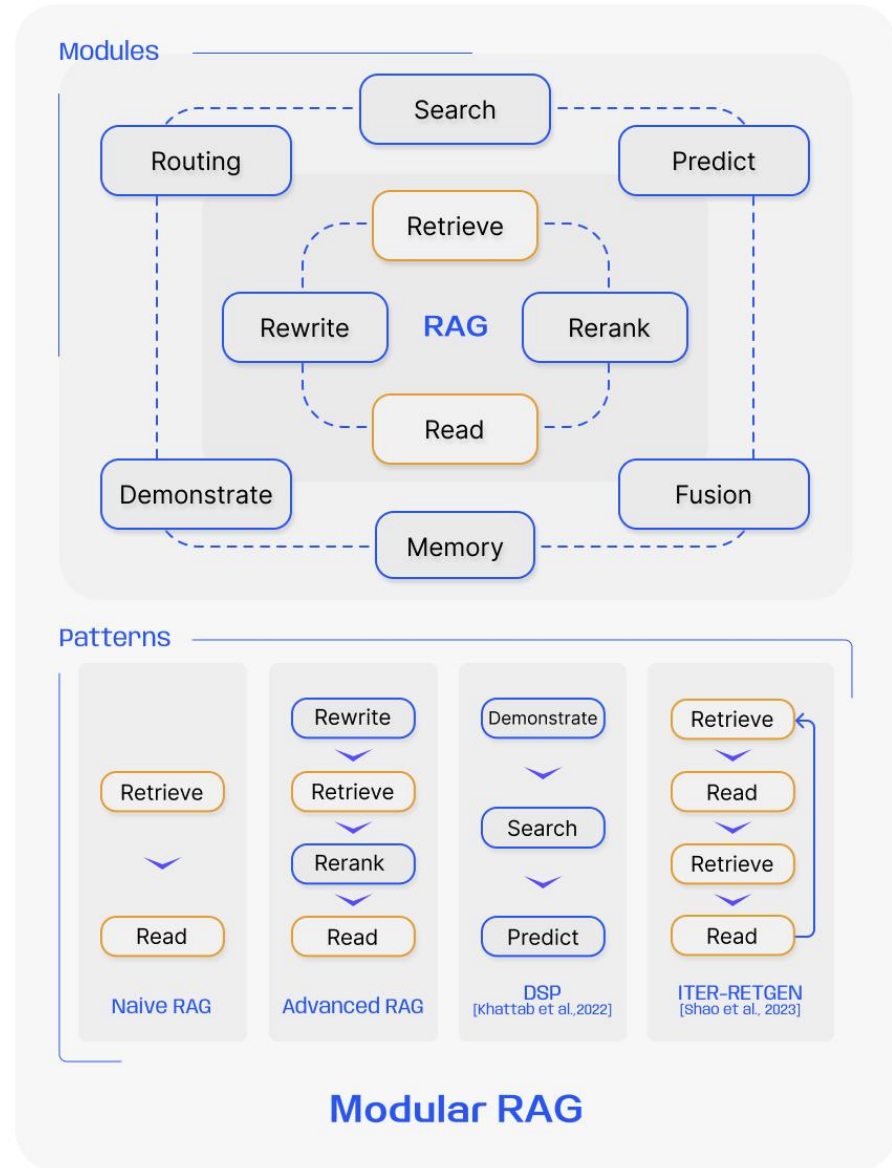 Modules
Search
Routing
Predict
Retrieve
Rewrite
RAG
Rerank
Read
Demonstrate
Fusion
Memory
Patterns
Retrieve
Read
Naive RAG
Rewrite
Retrieve
Rerank
Read
Advanced RAG
Demonstrate
Search
Predict
DSP
[Khattab et al.,2022]
Retrieve
Read
Retrieve
Read
ITER-RETGEN
[Shao et al., 2023]
Modular RAG